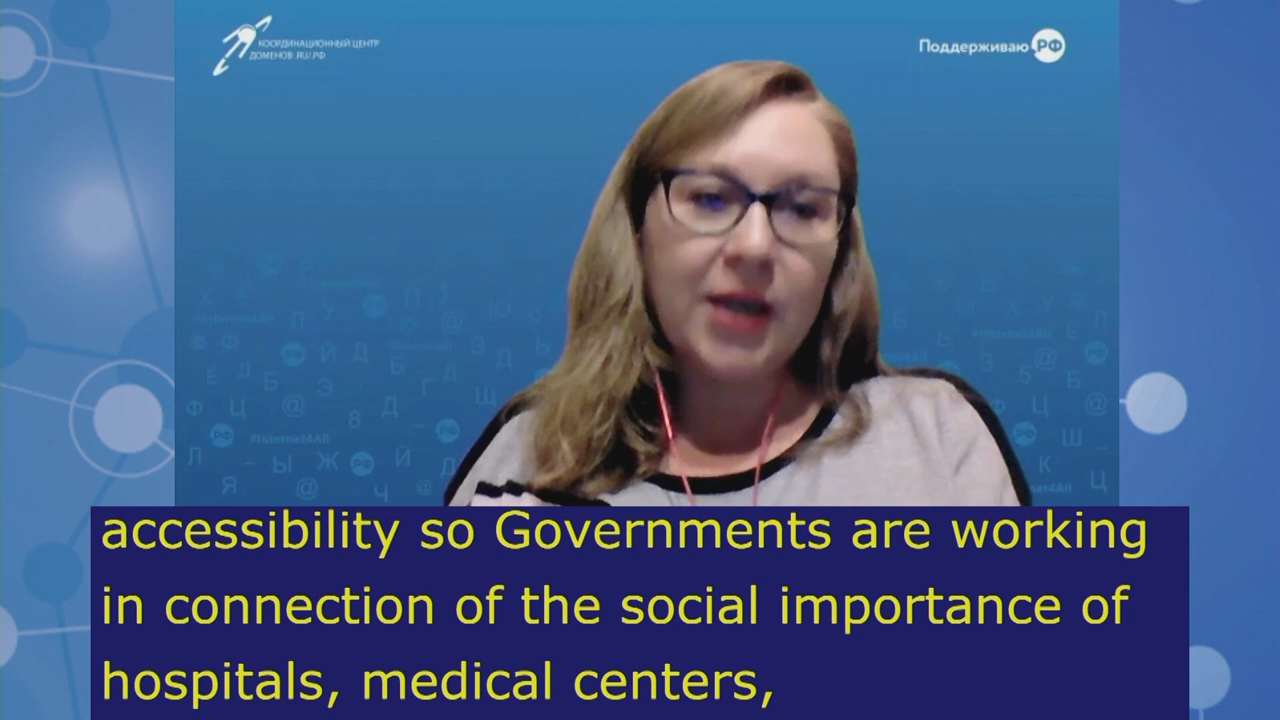 КООРДИНАЦИОННЫЙ ЦЕНТР
ДОМЕНОВ .RU/.РФ
Поддерживаю РФ
#Internet4All
accessibility so Governments are working
in connection of the social importance of
hospitals, medical centers,